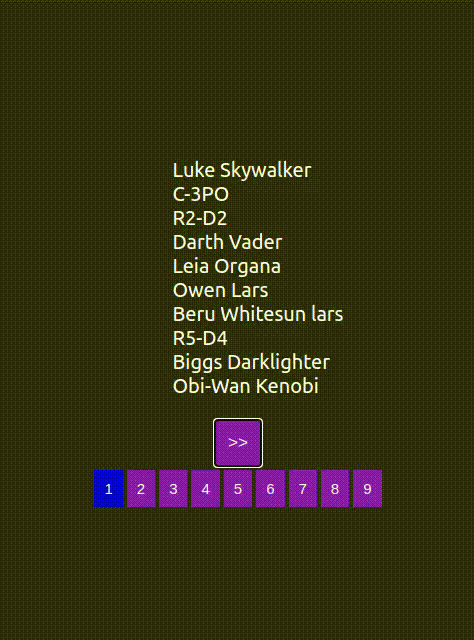 Luke Skywalker
C-3PO
R2-D2
Darth Vader
Leia Organa
Owen Lars
Beru Whitesun lars
R5-D4
Biggs Darklighter
Obi-Wan Kenobi
>>
1 2 3 4 5 6 7 8 9